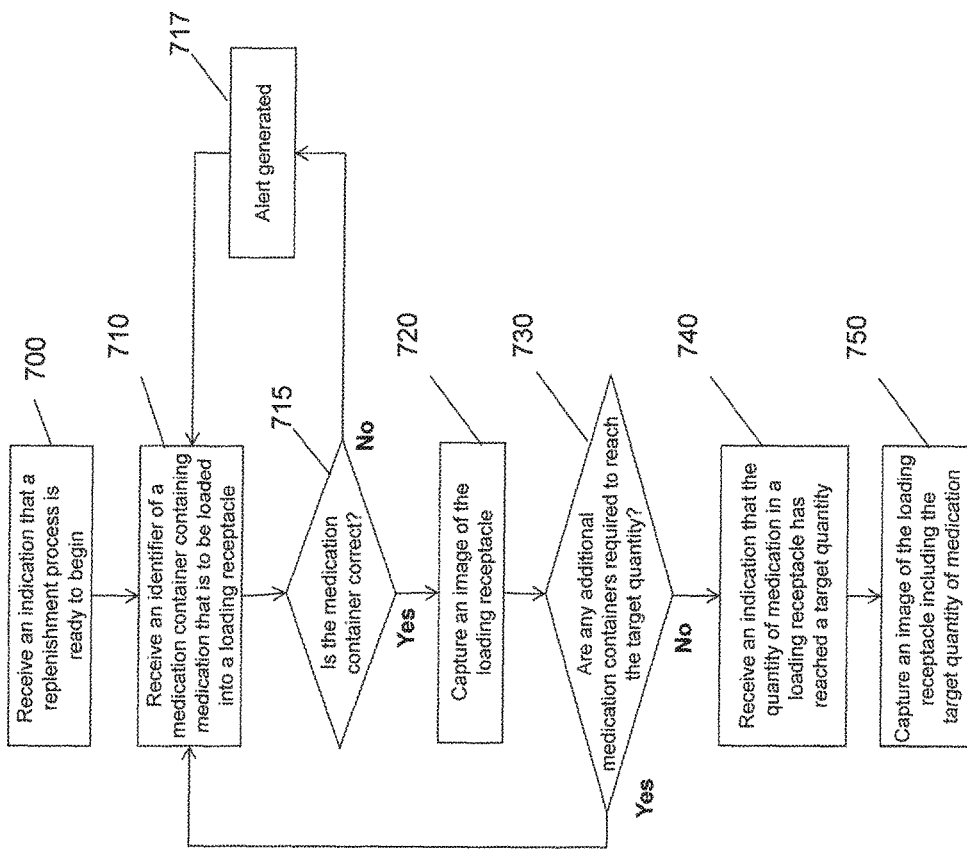 700
Receive an indication that a
replenishment process is
ready to begin
710
Receive an identifier of a
medication container containing
medication that is to be loaded
into a loading receptacle
715
Is the medication
container correct?
No
717
Alert generated
Yes
720
Capture an image of the
loading receptacle
730
Are any additional
medication containers required to reach
the target quantity?
Yes
No
740
Receive an indication that the
quantity of medication in a
loading receptacle has
reached a target quantity
750
Capture an image of the loading
receptacle including the
target quantity of medication